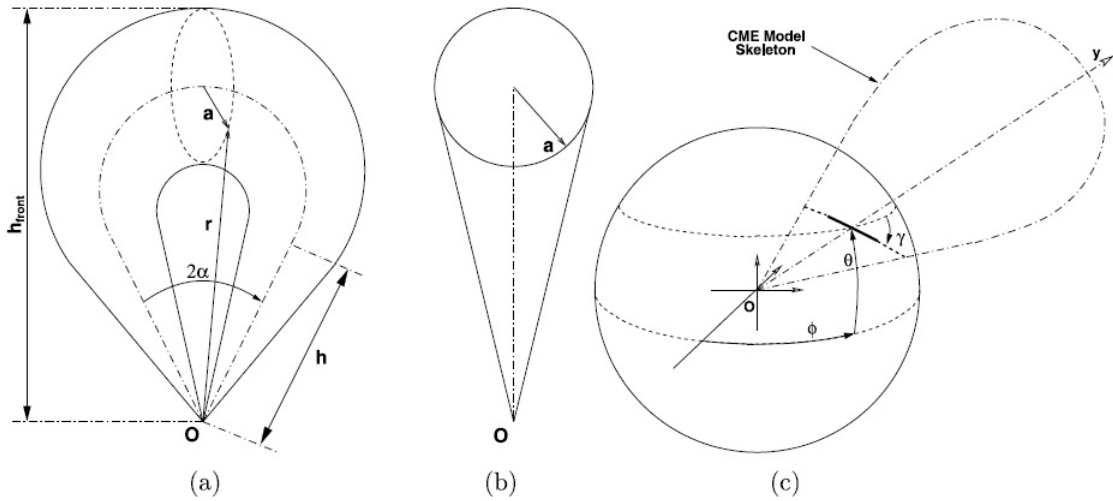 h_front
a
r
2α
h
O
(a)
a
O
(b)
CME Model
Skeleton
y
γ
θ
O
ϕ
(c)